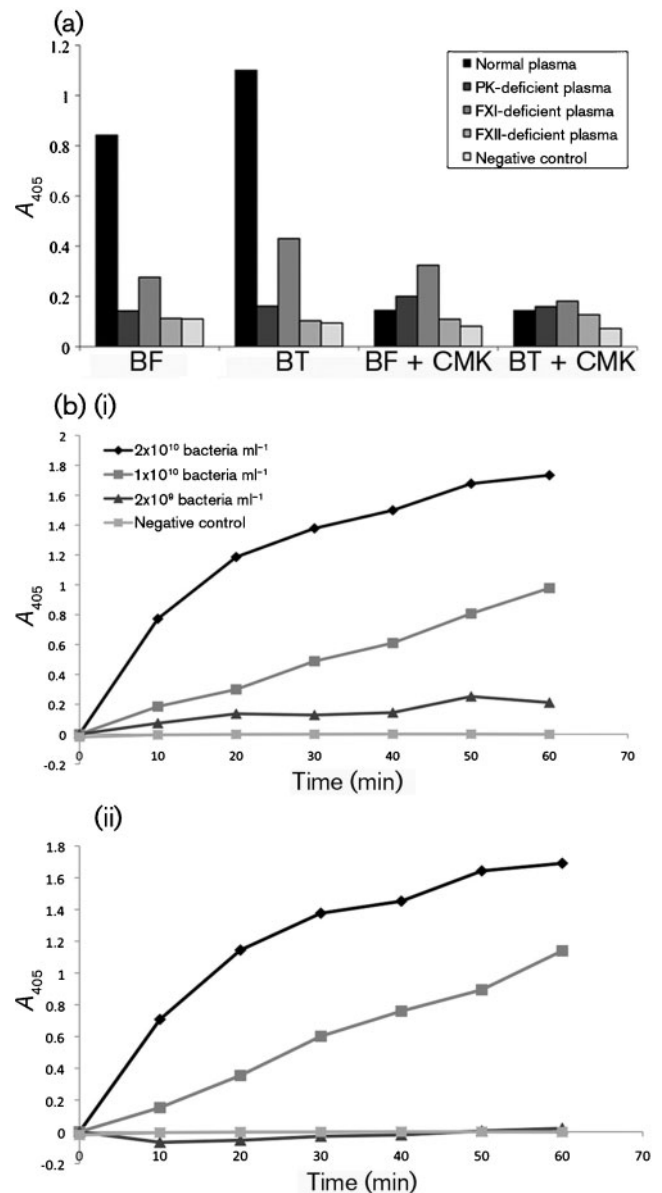 (a)
1.2
1
0.8
0.6
0.4
0.2
0
A405
Normal plasma
PK-deficient plasma
FXI-deficient plasma
FXII-deficient plasma
Negative control
BF BT BF + CMK BT + CMK
(b) (i)
2
1.8
1.6
1.4
1.2
1
0.8
0.6
0.4
0.2
0
-0.2
A405
2x10¹⁰ bacteria ml⁻¹
1x10¹⁰ bacteria ml⁻¹
2x10⁹ bacteria ml⁻¹
Negative control
0 10 20 30 40 50 60 70
Time (min)
(ii)
1.8
1.6
1.4
1.2
1
0.8
0.6
0.4
0.2
0
-0.2
A405
0 10 20 30 40 50 60 70
Time (min)